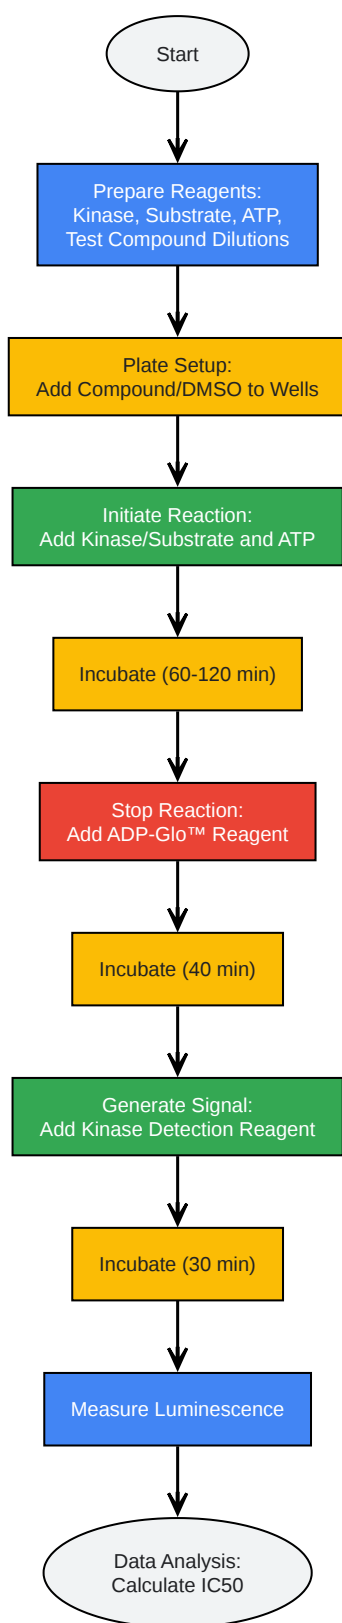 Start
Prepare Reagents:
Kinase, Substrate, ATP,
Test Compound Dilutions
Plate Setup:
Add Compound/DMSO to Wells
Initiate Reaction:
Add Kinase/Substrate and ATP
Incubate (60-120 min)
Stop Reaction:
Add ADP-Glo™ Reagent
Incubate (40 min)
Generate Signal:
Add Kinase Detection Reagent
Incubate (30 min)
Measure Luminescence
Data Analysis:
Calculate IC50